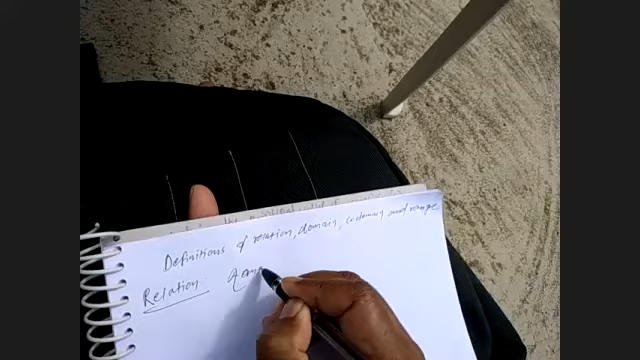 Definitions of relation, domain, codomain and range
Relation